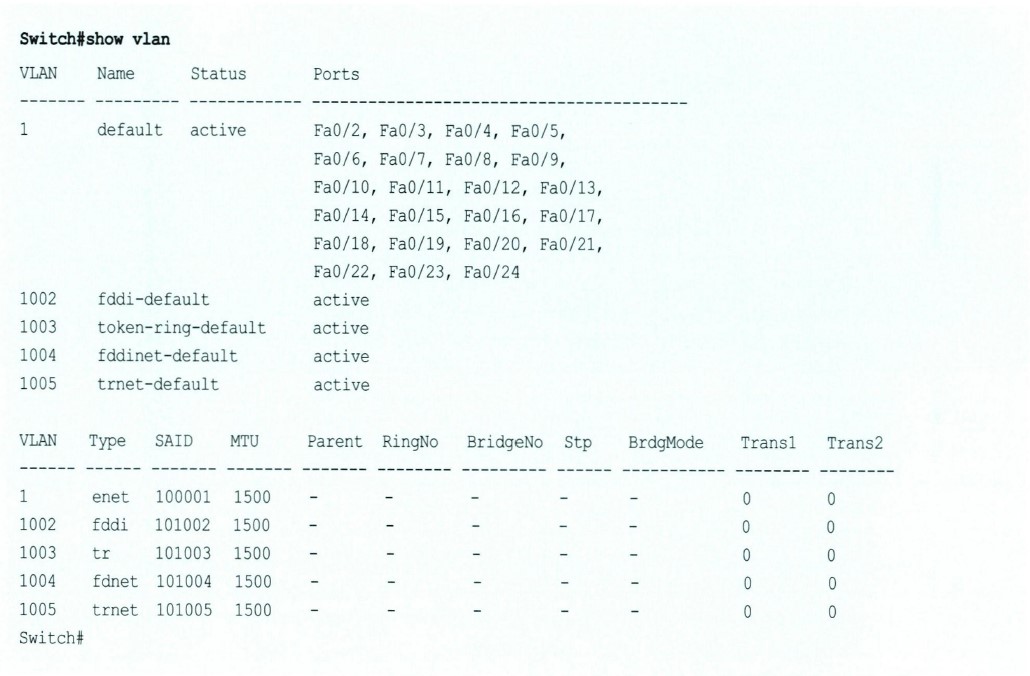 Switch#show vlan
VLAN Name Status Ports
------- --------- ------------ ----------------------------------------
1 default active Fa0/2, Fa0/3, Fa0/4, Fa0/5,
Fa0/6, Fa0/7, Fa0/8, Fa0/9,
Fa0/10, Fa0/11, Fa0/12, Fa0/13,
Fa0/14, Fa0/15, Fa0/16, Fa0/17,
Fa0/18, Fa0/19, Fa0/20, Fa0/21,
Fa0/22, Fa0/23, Fa0/24
1002 fddi-default active
1003 token-ring-default active
1004 fddinet-default active
1005 trnet-default active
VLAN Type SAID MTU Parent RingNo BridgeNo Stp BrdgMode Trans1 Trans2
------ ------ ------- ------- ------- -------- --------- ------ ----------- -------- --------
1 enet 100001 1500 - - - - - 0 0
1002 fddi 101002 1500 - - - - - 0 0
1003 tr 101003 1500 - - - - - 0 0
1004 fdnet 101004 1500 - - - - - 0 0
1005 trnet 101005 1500 - - - - - 0 0
Switch#